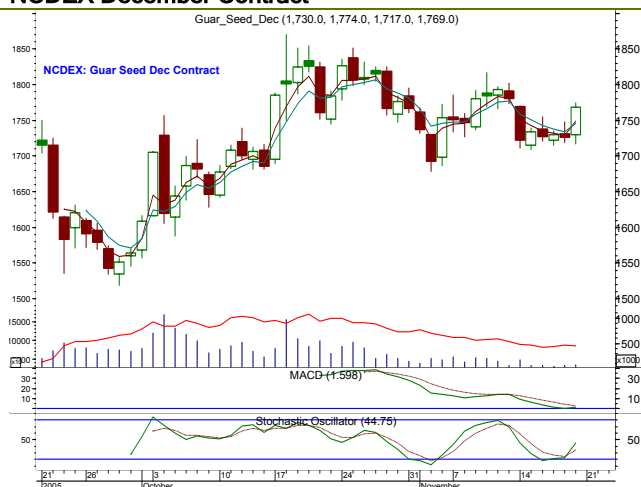 NCDEX December Contract
Guar_Seed_Dec (1,730.0, 1,774.0, 1,717.0, 1,769.0)
NCDEX: Guar Seed Dec Contract
1850 1850
1800 1800
1750 1750
1700 1700
1650 1650
1600 1600
1550 1550
1500 1500
15000 1000
10000 500
5000
x1000
MACD (1.598)
30 30
20
10 10
Stochastic Oscillator (44.75)
50 50
21 26 3 10 17 24 31 7 14 21
2005 October November